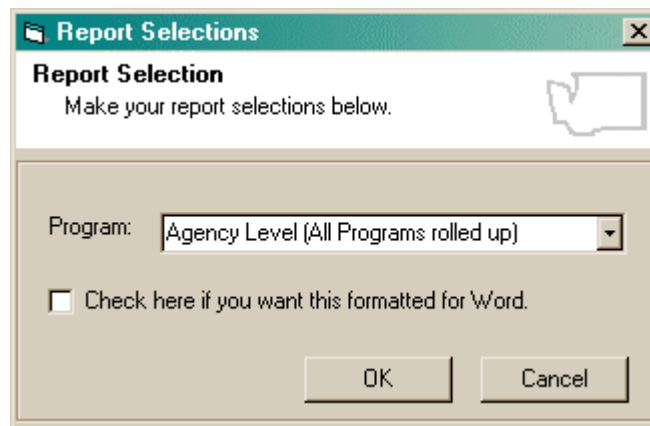 Report Selections
Report Selection
Make your report selections below.
Program: Agency Level (All Programs rolled up)
Check here if you want this formatted for Word.
OK Cancel